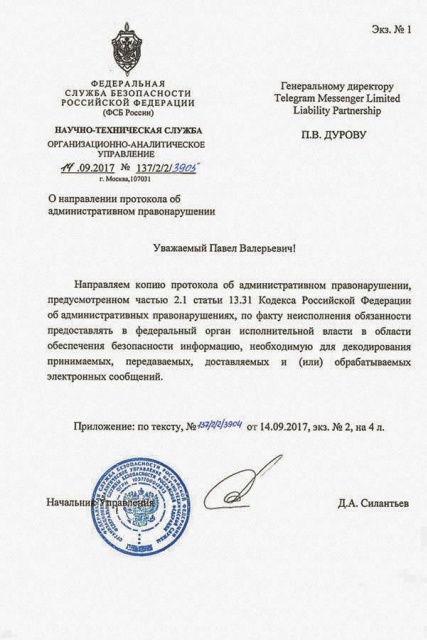 Экз. № 1
ФЕДЕРАЛЬНАЯ
СЛУЖБА БЕЗОПАСНОСТИ
РОССИЙСКОЙ ФЕДЕРАЦИИ
(ФСБ России)
НАУЧНО-ТЕХНИЧЕСКАЯ СЛУЖБА
ОРГАНИЗАЦИОННО-АНАЛИТИЧЕСКОЕ
УПРАВЛЕНИЕ
14.09.2017 № 137/2/2/3905
г. Москва,107031
Генеральному директору
Telegram Messenger Limited
Liability Partnership
П.В. ДУРОВУ
О направлении протокола об
административном правонарушении
Уважаемый Павел Валерьевич!
Направляем копию протокола об административном правонарушении,
предусмотренном частью 2.1 статьи 13.31 Кодекса Российской Федерации
об административных правонарушениях, по факту неисполнения обязанности
предоставлять в федеральный орган исполнительной власти в области
обеспечения безопасности информацию, необходимую для декодирования
принимаемых, передаваемых, доставляемых и (или) обрабатываемых
электронных сообщений.
Приложение: по тексту, № 137/2/2/3904 от 14.09.2017, экз. № 2, на 4 л.
Начальник Управления
Д.А. Силантьев